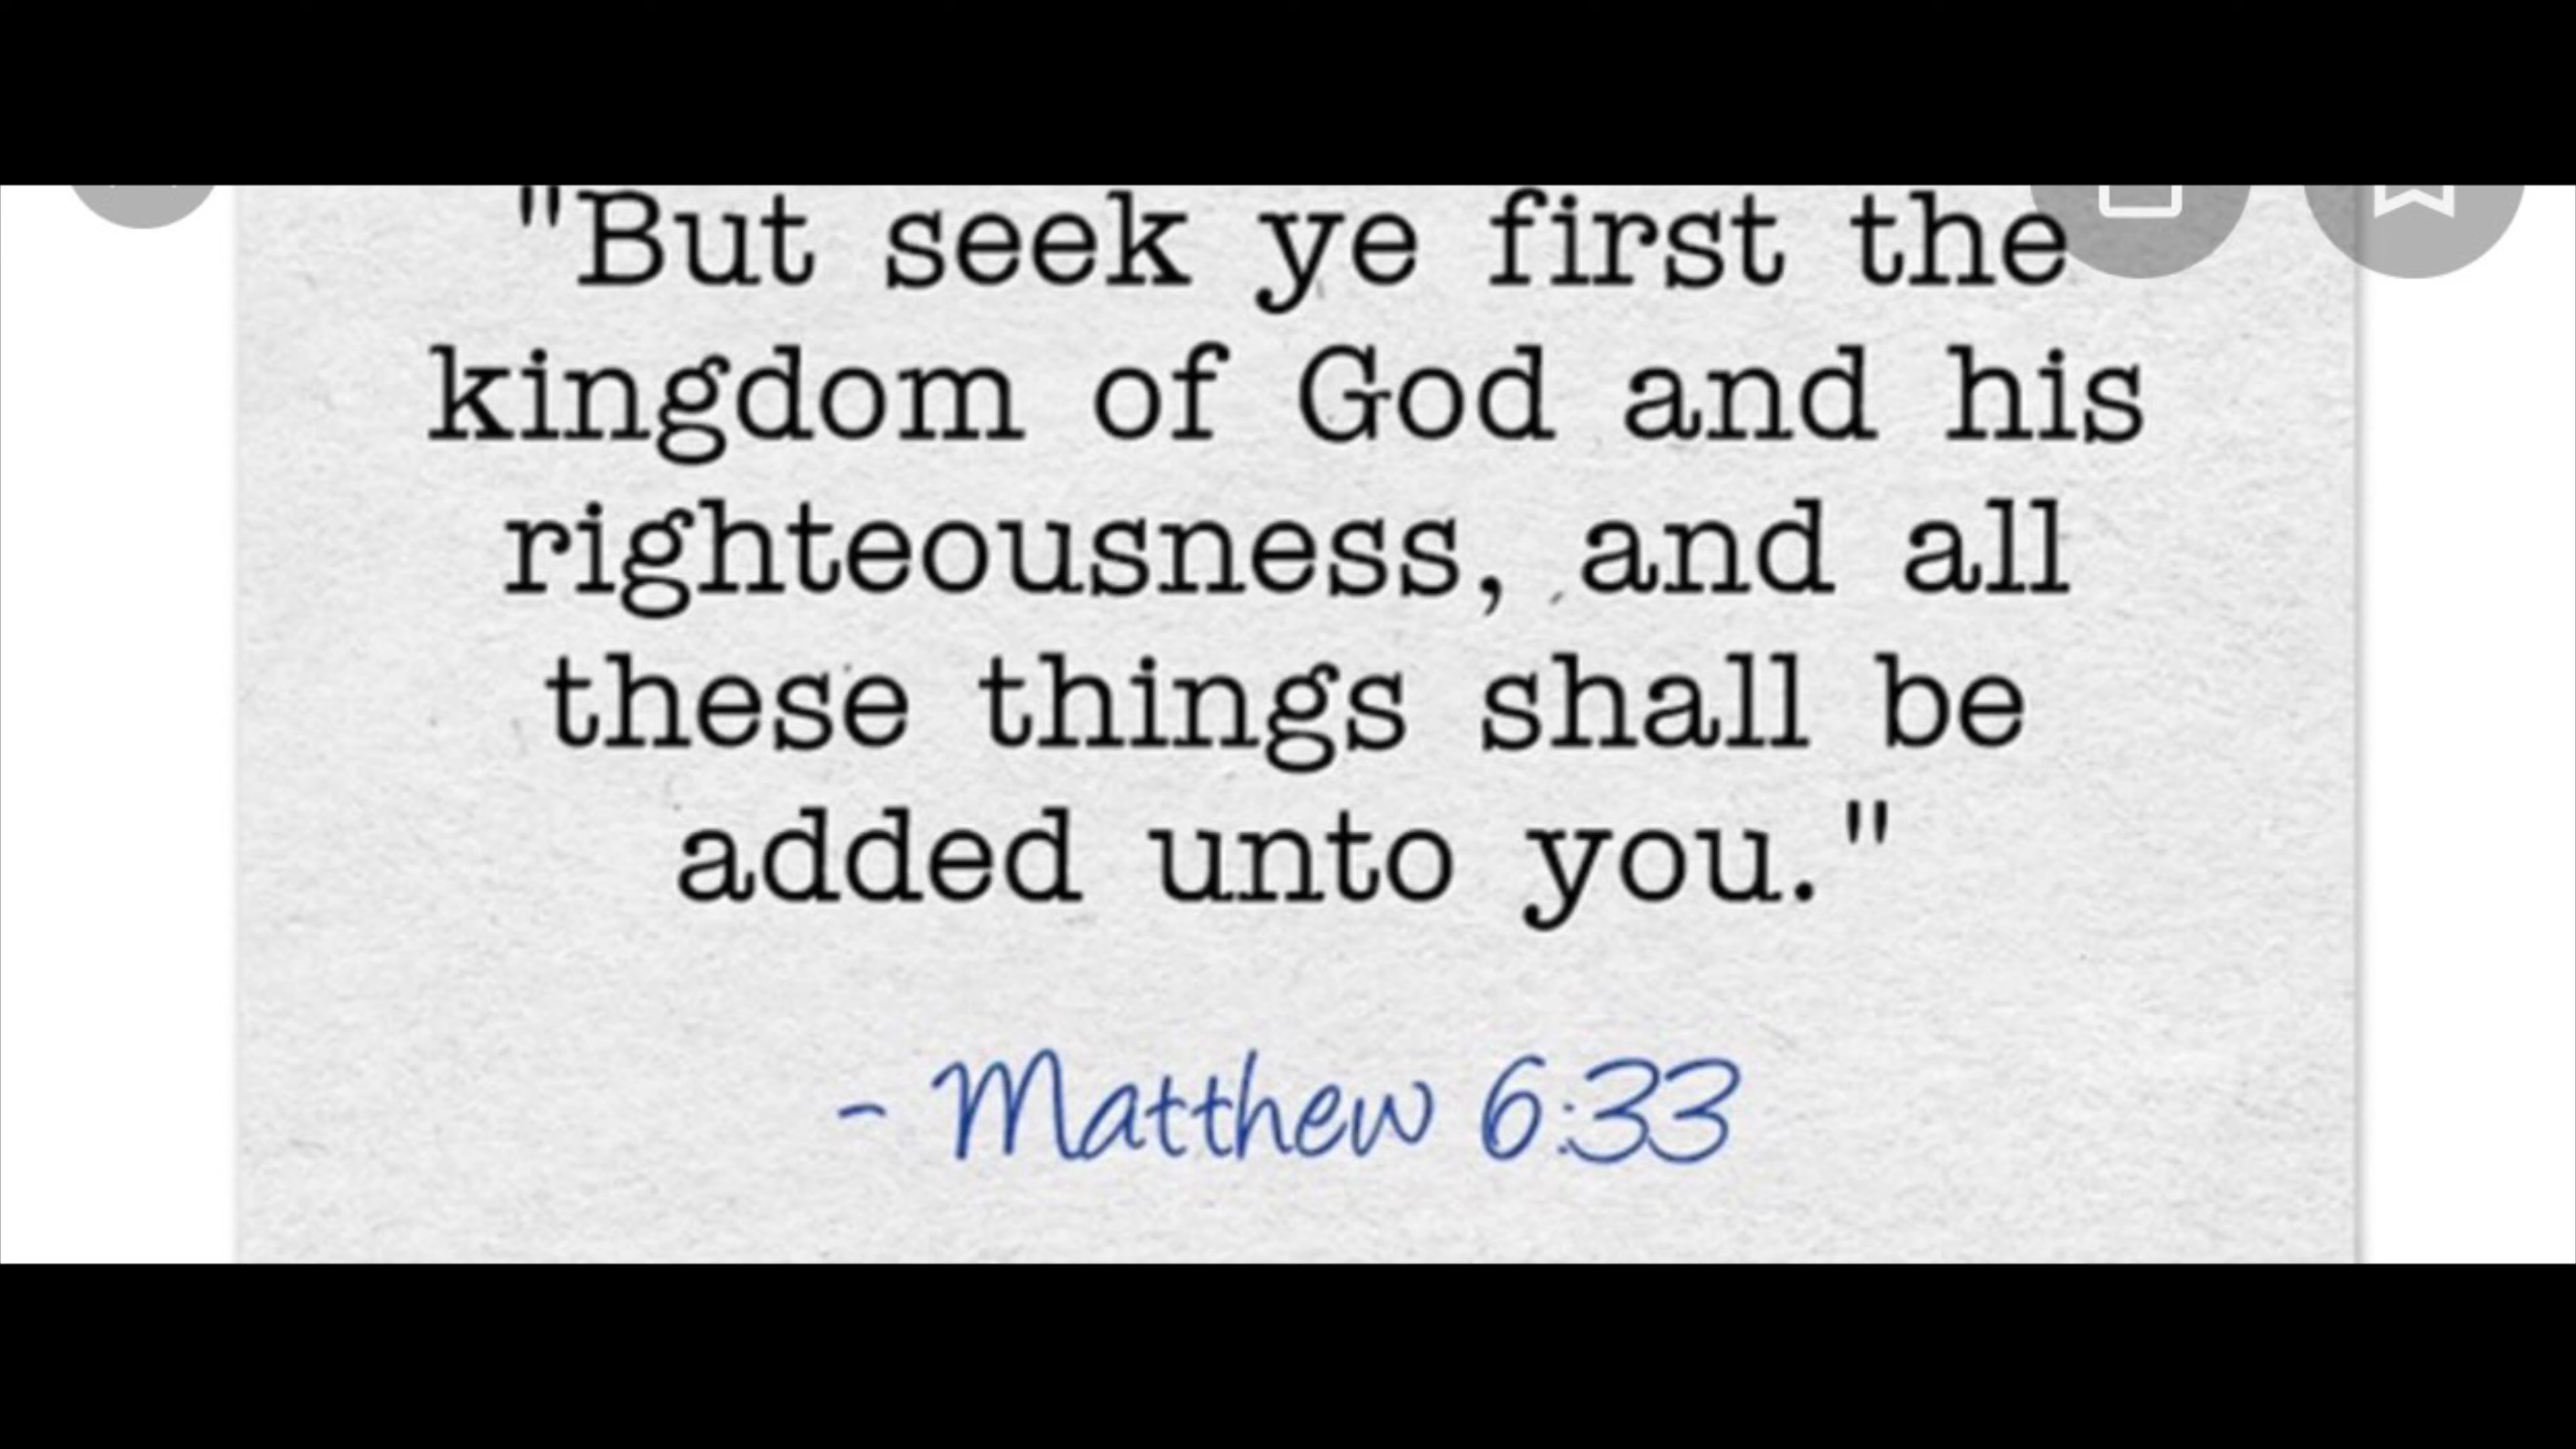 "But seek ye first the
kingdom of God and his
righteousness, and all
these things shall be
added unto you."
- Matthew 6:33